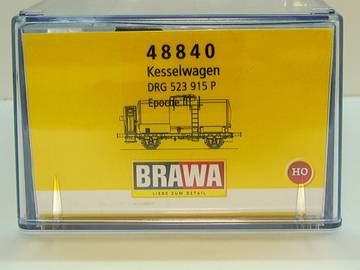 48840
Kesselwagen
DRG 523 915 P
Epoche II
BRAWA
LIEBE ZUM DETAIL
HO